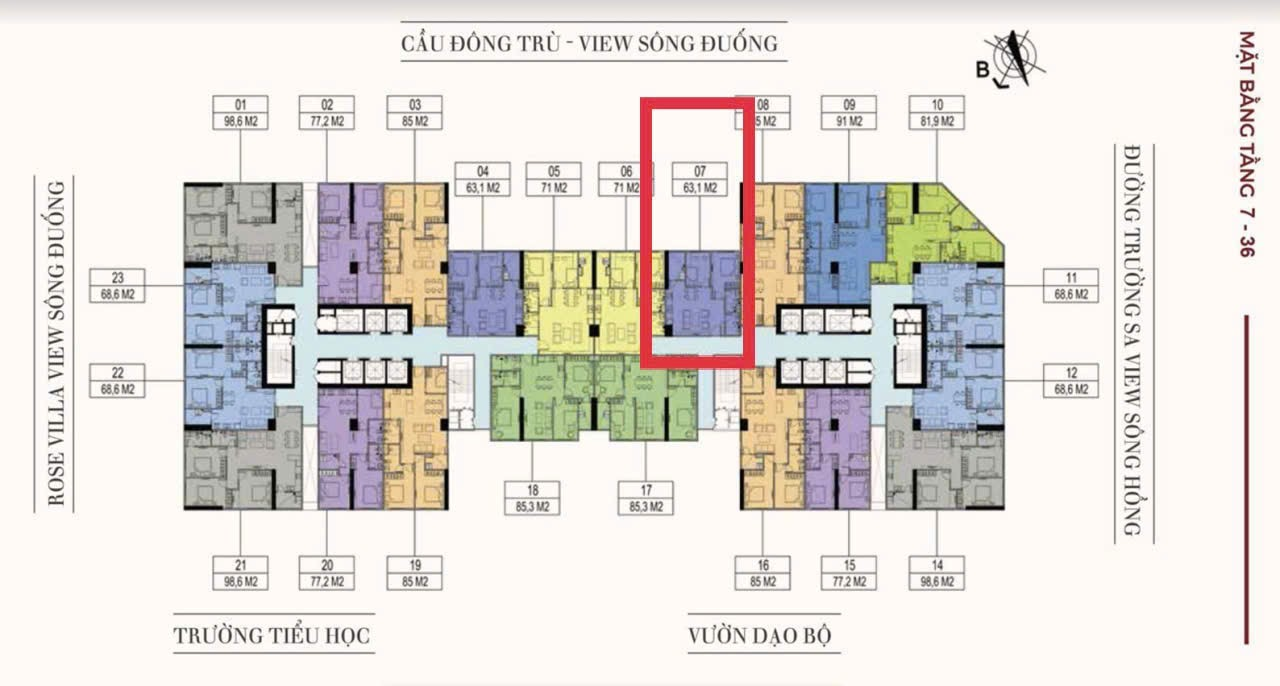 CẦU ĐÔNG TRÙ - VIEW SÔNG ĐUỐNG
B
MẶT BẰNG TẦNG 7 - 36
01
98,6 M2
02
77,2 M2
03
85 M2
04
63,1 M2
05
71 M2
06
71 M2
07
63,1 M2
08
5 M2
09
91 M2
10
81,9 M2
ROSE VILLA VIEW SÔNG ĐUỐNG
23
68,6 M2
22
68,6 M2
11
68,6 M2
12
68,6 M2
ĐƯỜNG TRƯỜNG SA VIEW SÔNG HỒNG
18
85,3 M2
17
85,3 M2
21
98,6 M2
20
77,2 M2
19
85 M2
16
85 M2
15
77,2 M2
14
98,6 M2
TRƯỜNG TIỂU HỌC
VƯỜN DẠO BỘ